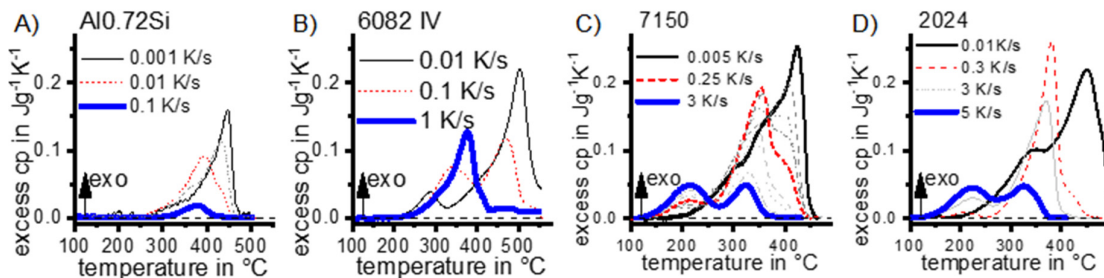 A) Al0.72Si
excess cp in Jg⁻¹K⁻¹
0.2
0.1
0.0
0.001 K/s
0.01 K/s
0.1 K/s
exo
100 200 300 400 500
temperature in °C
B) 6082 IV
excess cp in Jg⁻¹K⁻¹
0.2
0.1
0.0
0.01 K/s
0.1 K/s
1 K/s
exo
100 200 300 400 500
temperature in °C
C) 7150
excess cp in Jg⁻¹K⁻¹
0.2
0.1
0.0
0.005 K/s
0.25 K/s
3 K/s
exo
100 200 300 400
temperature in °C
D) 2024
excess cp in Jg⁻¹K⁻¹
0.2
0.1
0.0
0.01K/s
0.3 K/s
3 K/s
5 K/s
exo
100 200 300 400
temperature in °C